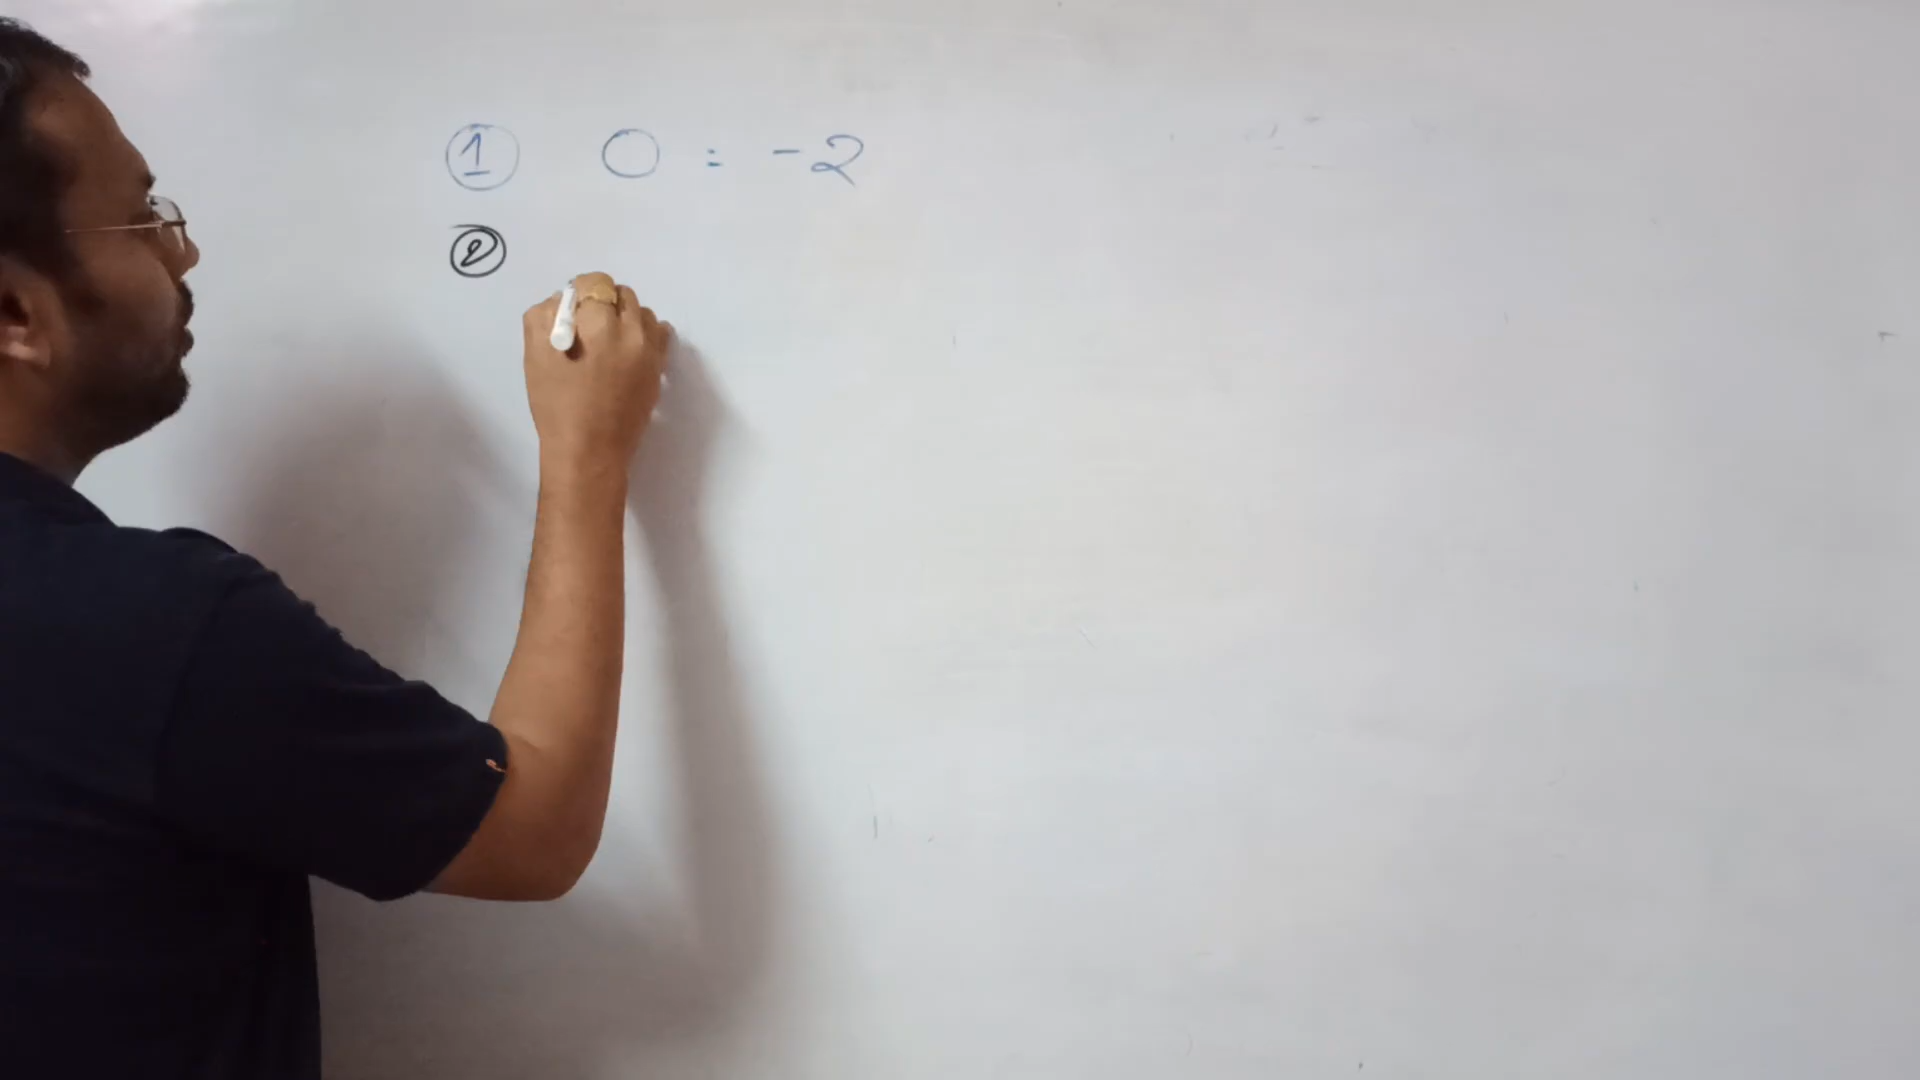 ① O = -2
②